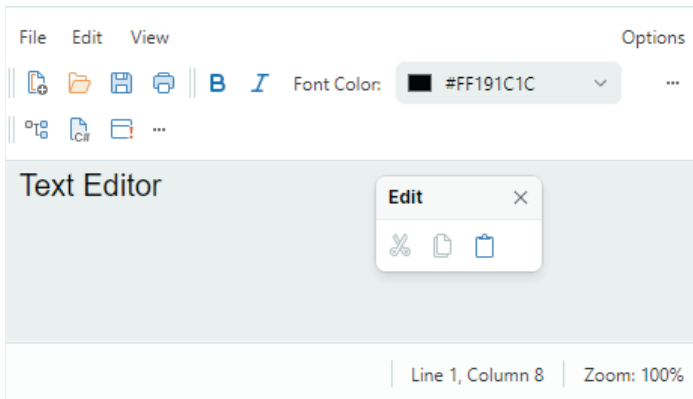 File Edit View Options
B I Font Color: #FF191C1C ...
C# ...
Text Editor
Edit
Line 1, Column 8 Zoom: 100%